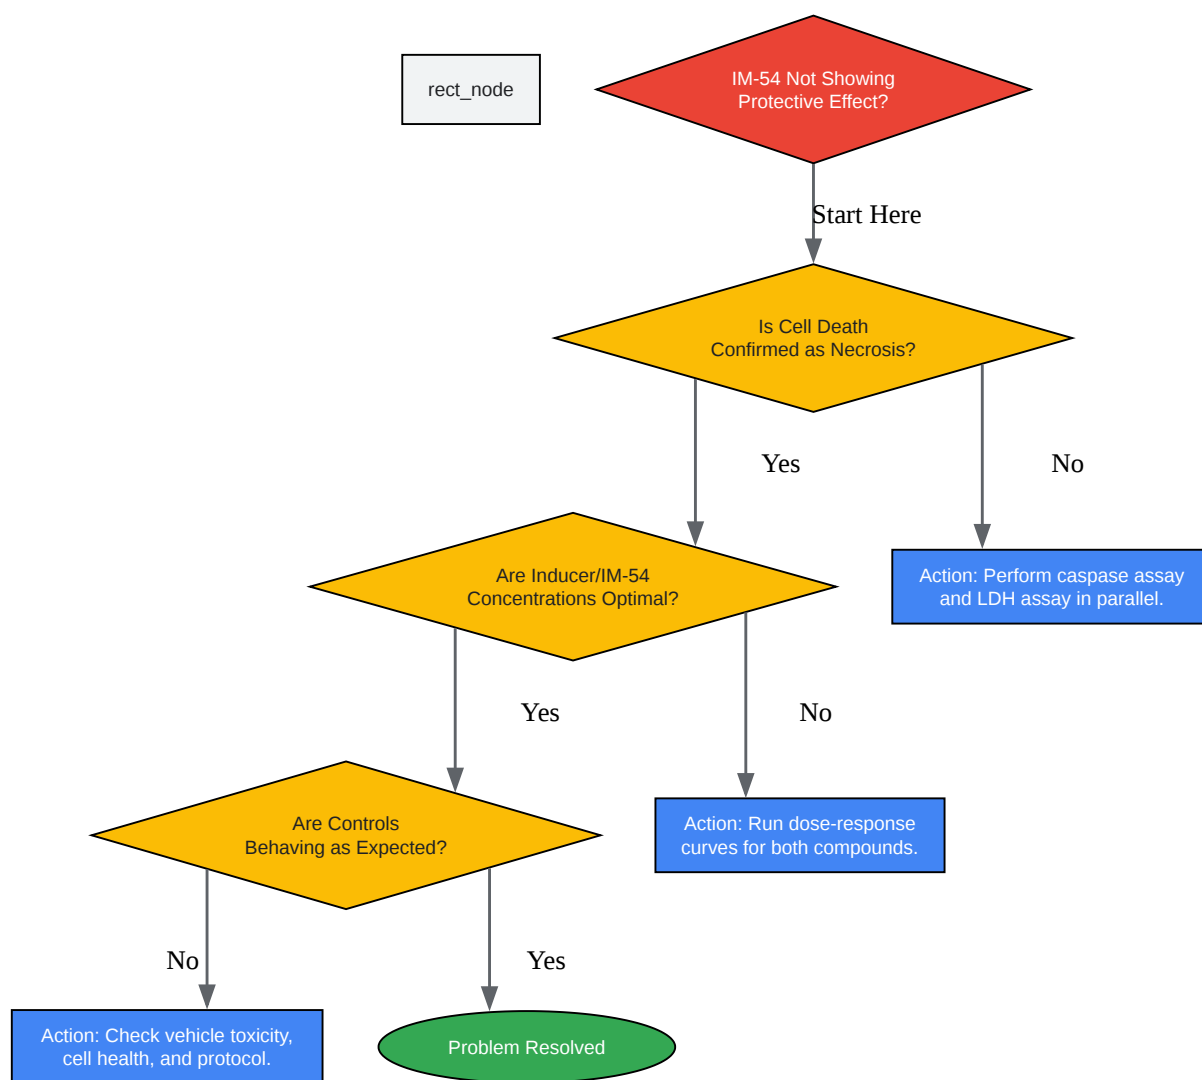 rect_node
IM-54 Not Showing
Protective Effect?
Start Here
Is Cell Death
Confirmed as Necrosis?
Yes
No
Are Inducer/IM-54
Concentrations Optimal?
Action: Perform caspase assay
and LDH assay in parallel.
Yes
No
Are Controls
Behaving as Expected?
Action: Run dose-response
curves for both compounds.
No
Yes
Action: Check vehicle toxicity,
cell health, and protocol.
Problem Resolved